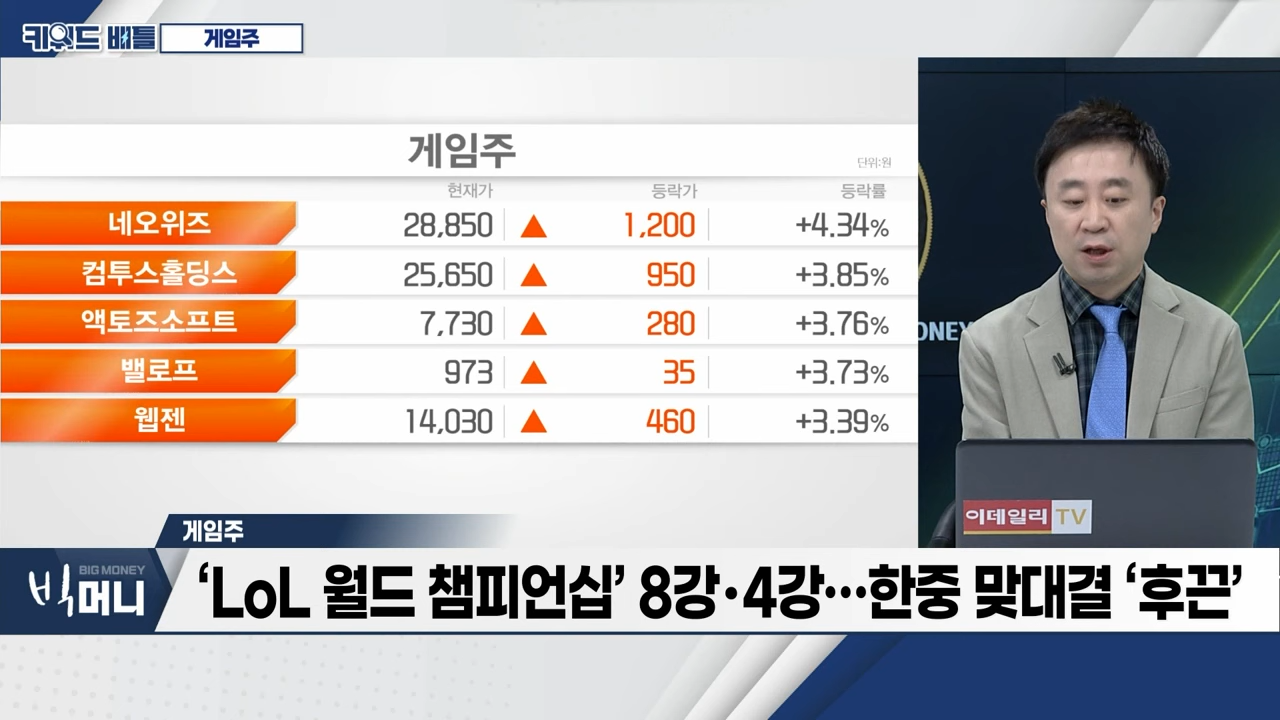 키워드 배틀 게임주
게임주
단위:원
현재가 등락가 등락률
네오위즈 28,850 ▲ 1,200 +4.34%
컴투스홀딩스 25,650 ▲ 950 +3.85%
액토즈소프트 7,730 ▲ 280 +3.76%
밸로프 973 ▲ 35 +3.73%
웹젠 14,030 ▲ 460 +3.39%
ONEY
이데일리 TV
게임주
BIG MONEY
빅머니
‘LoL 월드 챔피언십’ 8강·4강…한중 맞대결 ‘후끈’